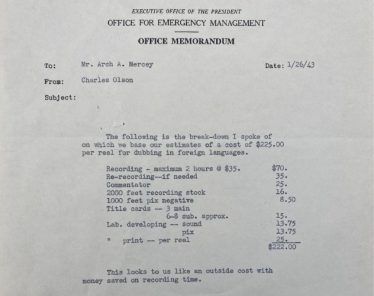 EXECUTIVE OFFICE OF THE PRESIDENT
OFFICE FOR EMERGENCY MANAGEMENT
OFFICE MEMORANDUM
To: Mr. Arch A. Mercey Date: 1/26/43
From: Charles Olson
Subject:
The following is the break-down I spoke of
on which we base our estimates of a cost of $225.00
per reel for dubbing in foreign languages.
Recording - maximum 2 hours @ $35. $70.
Re-recording--if needed 35.
Commentator 25.
2000 feet recording stock 16.
1000 feet pix negative 8.50
Title cards -- 3 main
6-8 sub. approx. 15.
Lab. developing -- sound 13.75
pix 13.75
" print -- per reel 25.
$222.00
This looks to us like an outside cost with
money saved on recording time.